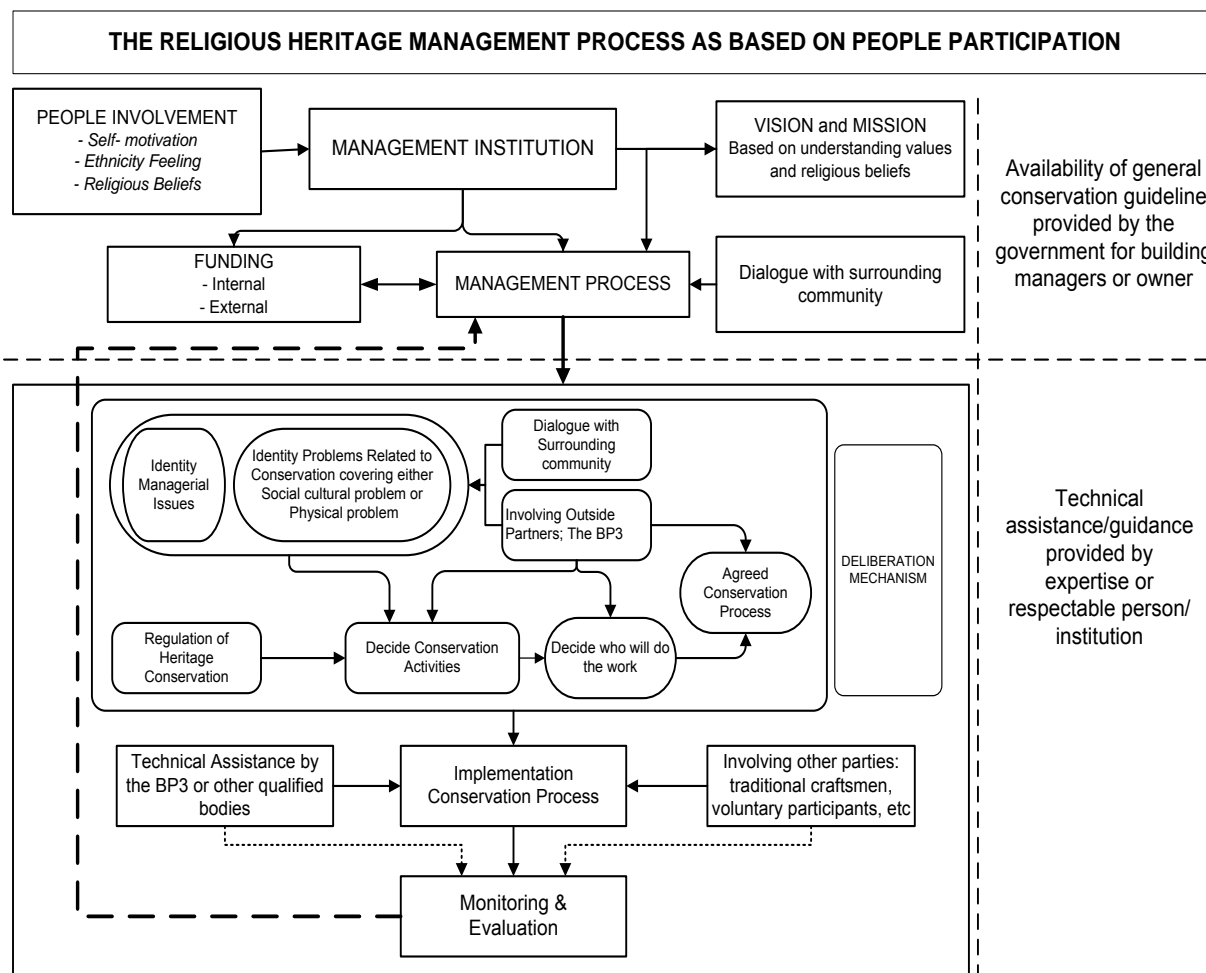 THE RELIGIOUS HERITAGE MANAGEMENT PROCESS AS BASED ON PEOPLE PARTICIPATION
PEOPLE INVOLVEMENT
- Self- motivation
- Ethnicity Feeling
- Religious Beliefs
MANAGEMENT INSTITUTION
VISION and MISSION
Based on understanding values
and religious beliefs
Availability of general
conservation guideline
provided by the
government for building
managers or owner
FUNDING
- Internal
- External
MANAGEMENT PROCESS
Dialogue with surrounding
community
Identity
Managerial
Issues
Identity Problems Related to
Conservation covering either
Social cultural problem or
Physical problem
Dialogue with
Surrounding
community
Involving Outside
Partners; The BP3
Agreed
Conservation
Process
DELIBERATION
MECHANISM
Technical
assistance/guidance
provided by
expertise or
respectable person/
institution
Regulation of
Heritage
Conservation
Decide Conservation
Activities
Decide who will do
the work
Technical Assistance by
the BP3 or other qualified
bodies
Implementation
Conservation Process
Involving other parties:
traditional craftsmen,
voluntary participants, etc
Monitoring &
Evaluation